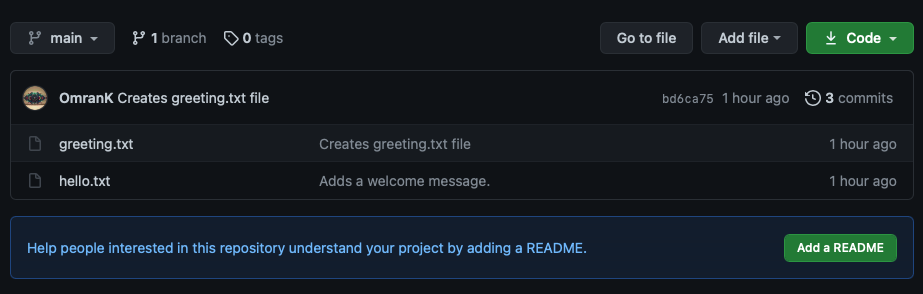 main 1 branch 0 tags Go to file Add file Code
OmranK Creates greeting.txt file bd6ca75 1 hour ago 3 commits
greeting.txt Creates greeting.txt file 1 hour ago
hello.txt Adds a welcome message. 1 hour ago
Help people interested in this repository understand your project by adding a README. Add a README